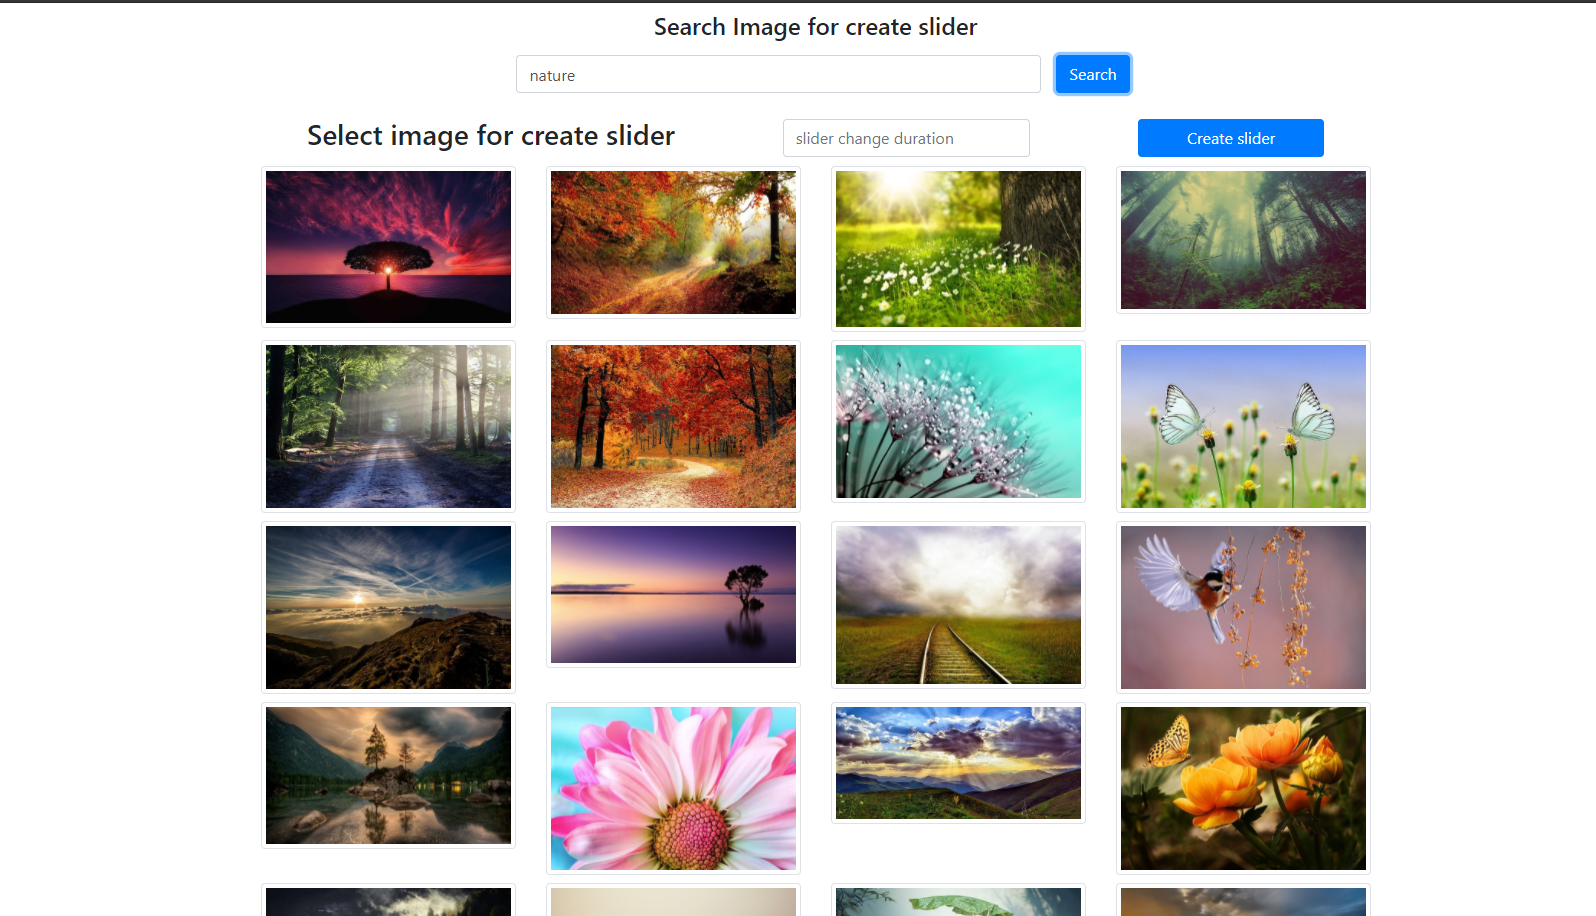 Search Image for create slider
nature
Search
Select image for create slider
slider change duration
Create slider